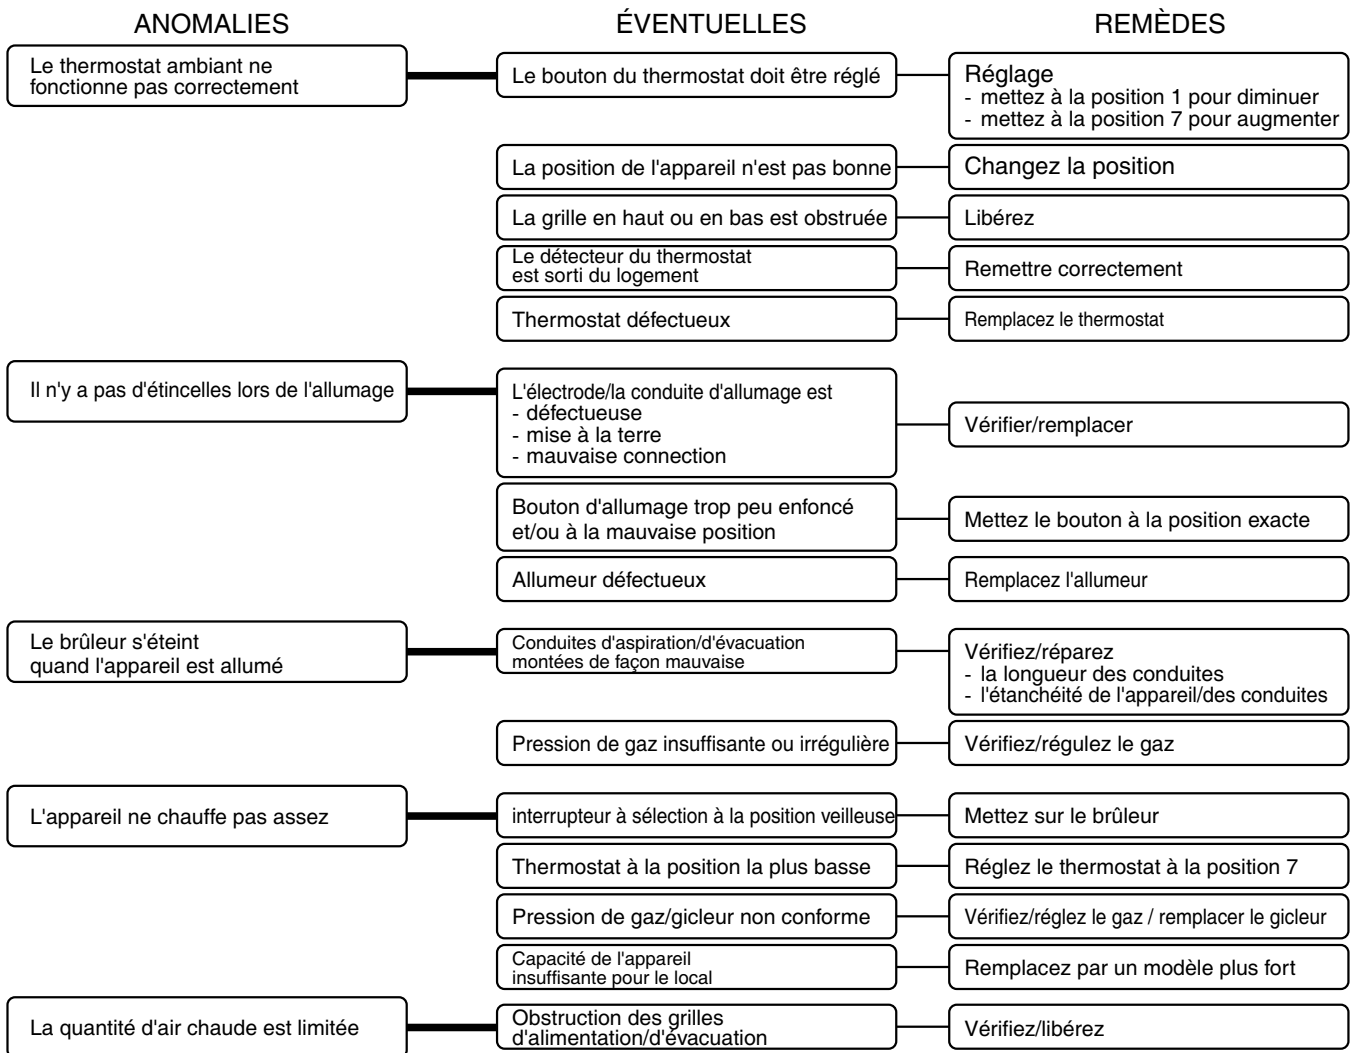 ANOMALIES
ÉVENTUELLES
REMÈDES
Le thermostat ambiant ne
fonctionne pas correctement
Le bouton du thermostat doit être réglé
Réglage
- mettez à la position 1 pour diminuer
- mettez à la position 7 pour augmenter
La position de l'appareil n'est pas bonne
Changez la position
La grille en haut ou en bas est obstruée
Libérez
Le détecteur du thermostat
est sorti du logement
Remettre correctement
Thermostat défectueux
Remplacez le thermostat
Il n'y a pas d'étincelles lors de l'allumage
L'électrode/la conduite d'allumage est
- défectueuse
- mise à la terre
- mauvaise connection
Vérifier/remplacer
Bouton d'allumage trop peu enfoncé
et/ou à la mauvaise position
Mettez le bouton à la position exacte
Allumeur défectueux
Remplacez l'allumeur
Le brûleur s'éteint
quand l'appareil est allumé
Conduites d'aspiration/d'évacuation
montées de façon mauvaise
Vérifiez/réparez
- la longueur des conduites
- l'étanchéité de l'appareil/des conduites
Pression de gaz insuffisante ou irrégulière
Vérifiez/régulez le gaz
L'appareil ne chauffe pas assez
interrupteur à sélection à la position veilleuse
Mettez sur le brûleur
Thermostat à la position la plus basse
Réglez le thermostat à la position 7
Pression de gaz/gicleur non conforme
Vérifiez/réglez le gaz / remplacer le gicleur
Capacité de l'appareil
insuffisante pour le local
Remplacez par un modèle plus fort
La quantité d'air chaude est limitée
Obstruction des grilles
d'alimentation/d'évacuation
Vérifiez/libérez